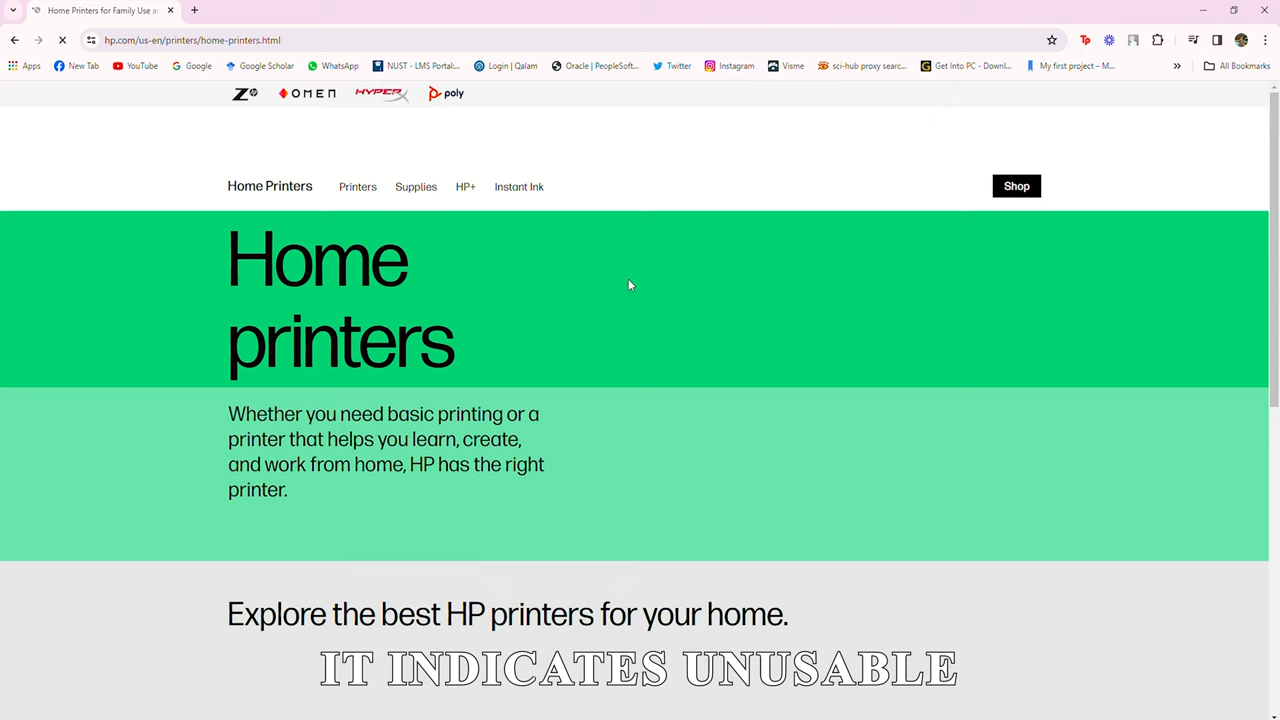 Home Printers for Family Use a
hp.com/us-en/printers/home-printers.html
Apps New Tab YouTube Google Google Scholar WhatsApp NUST - LMS Portal:... Login | Qalam Oracle | PeopleSoft... Twitter Instagram Visme sci-hub proxy searc... Get Into PC - Downl... My first project – M... » All Bookmarks
Z hp OMEN HYPERX poly
Home Printers Printers Supplies HP+ Instant Ink Shop
Home
printers
Whether you need basic printing or a
printer that helps you learn, create,
and work from home, HP has the right
printer.
Explore the best HP printers for your home.
IT INDICATES UNUSABLE